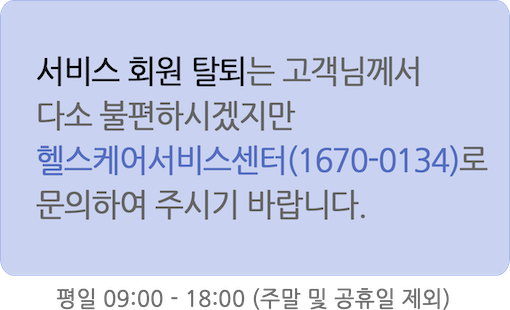 서비스 회원 탈퇴는 고객님께서
다소 불편하시겠지만
헬스케어서비스센터(1670-0134)로
문의하여 주시기 바랍니다.
평일 09:00 - 18:00 (주말 및 공휴일 제외)